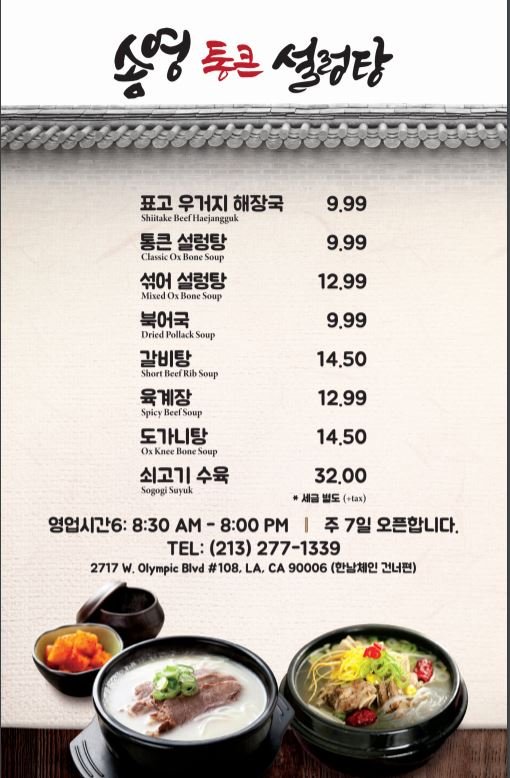 송영 통큰 설렁탕
표고 우거지 해장국 9.99
Shiitake Beef Haejangguk
통큰 설렁탕 9.99
Classic Ox Bone Soup
섞어 설렁탕 12.99
Mixed Ox Bone Soup
북어국 9.99
Dried Pollack Soup
갈비탕 14.50
Short Beef Rib Soup
육계장 12.99
Spicy Beef Soup
도가니탕 14.50
Ox Knee Bone Soup
쇠고기 수육 32.00
Sogogi Suyuk
* 세금 별도 (+tax)
영업시간6: 8:30 AM - 8:00 PM | 주 7일 오픈합니다.
TEL: (213) 277-1339
2717 W. Olympic Blvd #108, LA, CA 90006 (한남체인 건너편)